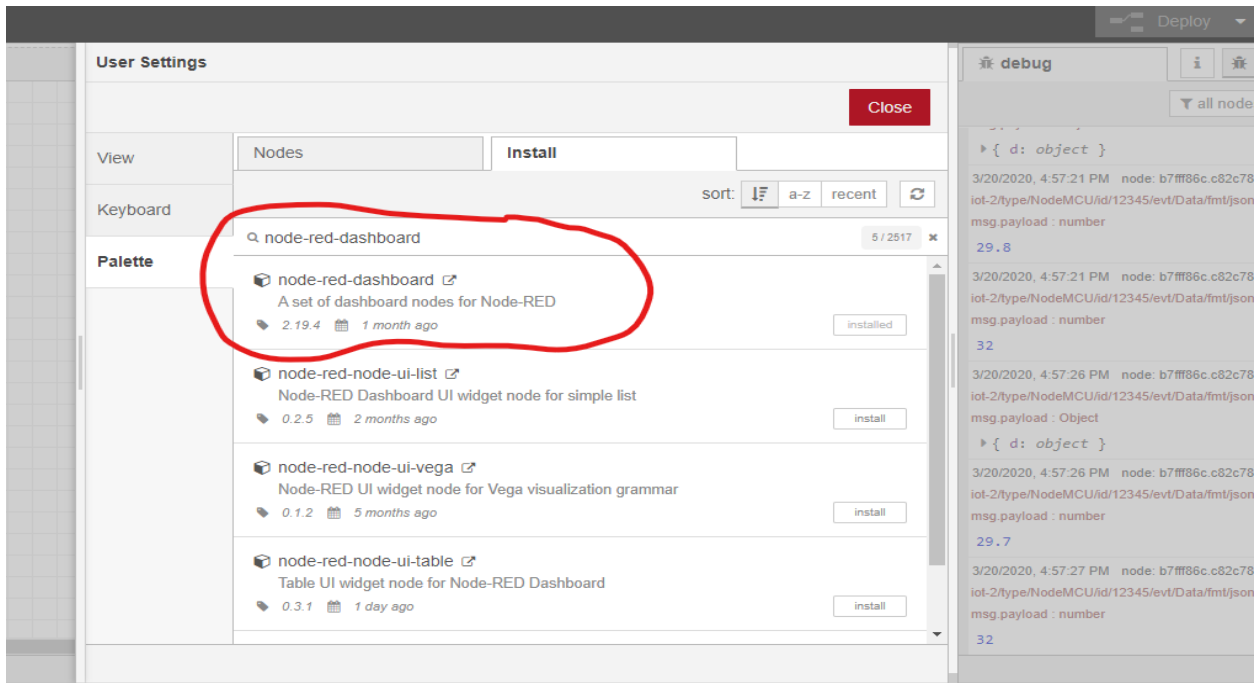 Deploy
User Settings
Close
View
Keyboard
Palette
Nodes
Install
sort:
a-z
recent
node-red-dashboard
5 / 2517
node-red-dashboard
A set of dashboard nodes for Node-RED
2.19.4 1 month ago
installed
node-red-node-ui-list
Node-RED Dashboard UI widget node for simple list
0.2.5 2 months ago
install
node-red-node-ui-vega
Node-RED UI widget node for Vega visualization grammar
0.1.2 5 months ago
install
node-red-node-ui-table
Table UI widget node for Node-RED Dashboard
0.3.1 1 day ago
install
debug
i
all node
{ d: object }
3/20/2020, 4:57:21 PM node: b7fff86c.c82c78
iot-2/type/NodeMCU/id/12345/evt/Data/fmt/json
msg.payload : number
29.8
3/20/2020, 4:57:21 PM node: b7fff86c.c82c78
iot-2/type/NodeMCU/id/12345/evt/Data/fmt/json
msg.payload : number
32
3/20/2020, 4:57:26 PM node: b7fff86c.c82c78
iot-2/type/NodeMCU/id/12345/evt/Data/fmt/json
msg.payload : Object
{ d: object }
3/20/2020, 4:57:26 PM node: b7fff86c.c82c78
iot-2/type/NodeMCU/id/12345/evt/Data/fmt/json
msg.payload : number
29.7
3/20/2020, 4:57:27 PM node: b7fff86c.c82c78
iot-2/type/NodeMCU/id/12345/evt/Data/fmt/json
msg.payload : number
32